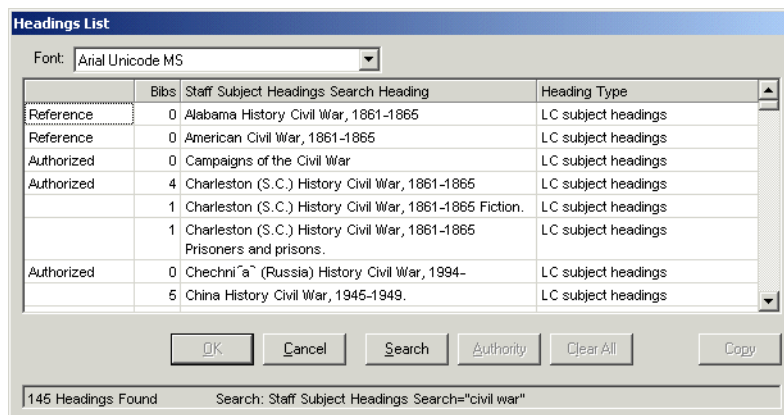 Headings List
Font: Arial Unicode MS
Bibs Staff Subject Headings Search Heading Heading Type
Reference 0 Alabama History Civil War, 1861-1865 LC subject headings
Reference 0 American Civil War, 1861-1865 LC subject headings
Authorized 0 Campaigns of the Civil War LC subject headings
Authorized 4 Charleston (S.C.) History Civil War, 1861-1865 LC subject headings
1 Charleston (S.C.) History Civil War, 1861-1865 Fiction. LC subject headings
1 Charleston (S.C.) History Civil War, 1861-1865 LC subject headings
Prisoners and prisons.
Authorized 0 Chechni͡a͡ (Russia) History Civil War, 1994- LC subject headings
5 China History Civil War, 1945-1949. LC subject headings
OK Cancel Search Authority Clear All Copy
145 Headings Found Search: Staff Subject Headings Search="civil war"